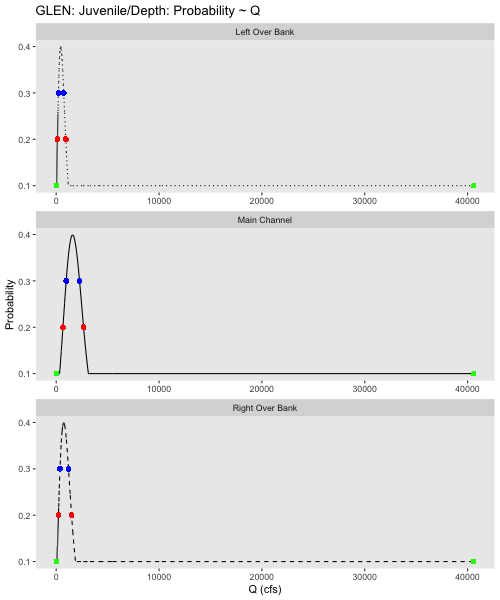 GLEN: Juvenile/Depth: Probability ~ Q
Left Over Bank
0.4
0.3
0.2
0.1
0 10000 20000 30000 40000
Main Channel
0.4
0.3
0.2
0.1
0 10000 20000 30000 40000
Probability
Right Over Bank
0.4
0.3
0.2
0.1
0 10000 20000 30000 40000
Q (cfs)